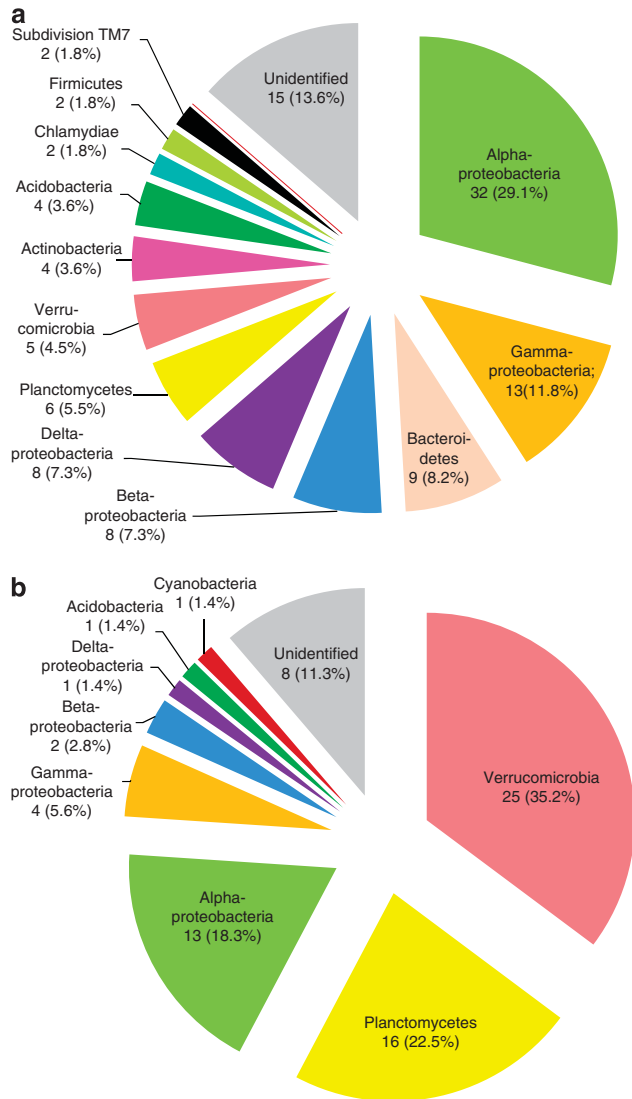 a
Subdivision TM7
2 (1.8%)
Firmicutes
2 (1.8%)
Chlamydiae
2 (1.8%)
Acidobacteria
4 (3.6%)
Actinobacteria
4 (3.6%)
Verru-
comicrobia
5 (4.5%)
Planctomycetes
6 (5.5%)
Delta-
proteobacteria
8 (7.3%)
Beta-
proteobacteria
8 (7.3%)
Unidentified
15 (13.6%)
Alpha-
proteobacteria
32 (29.1%)
Gamma-
proteobacteria;
13(11.8%)
Bacteroi-
detes
9 (8.2%)
b
Cyanobacteria
1 (1.4%)
Acidobacteria
1 (1.4%)
Delta-
proteobacteria
1 (1.4%)
Beta-
proteobacteria
2 (2.8%)
Gamma-
proteobacteria
4 (5.6%)
Unidentified
8 (11.3%)
Verrucomicrobia
25 (35.2%)
Alpha-
proteobacteria
13 (18.3%)
Planctomycetes
16 (22.5%)